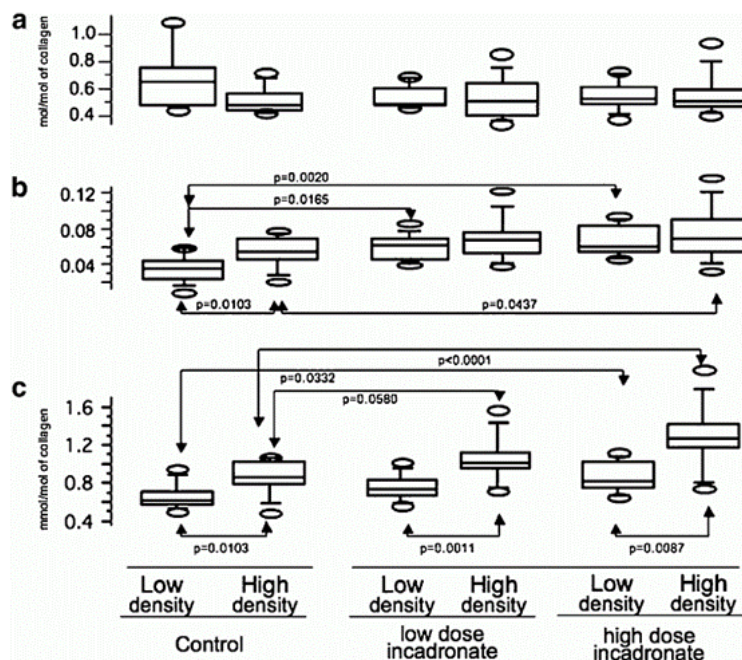 a
1.0
0.8
0.6
0.4
mol/mol of collagen
b
0.12
0.08
0.04
p=0.0020
p=0.0165
p=0.0103
p=0.0437
c
1.6
1.2
0.8
0.4
mmol/mol of collagen
p<0.0001
p=0.0332
p=0.0580
p=0.0103
p=0.0011
p=0.0087
Low High Low High Low High
density density density density density density
Control
low dose
incadronate
high dose
incadronate